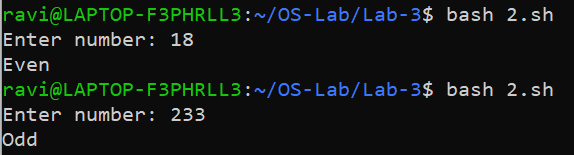 ravi@LAPTOP-F3PHRLL3:~/OS-Lab/Lab-3$ bash 2.sh
Enter number: 18
Even
ravi@LAPTOP-F3PHRLL3:~/OS-Lab/Lab-3$ bash 2.sh
Enter number: 233
Odd